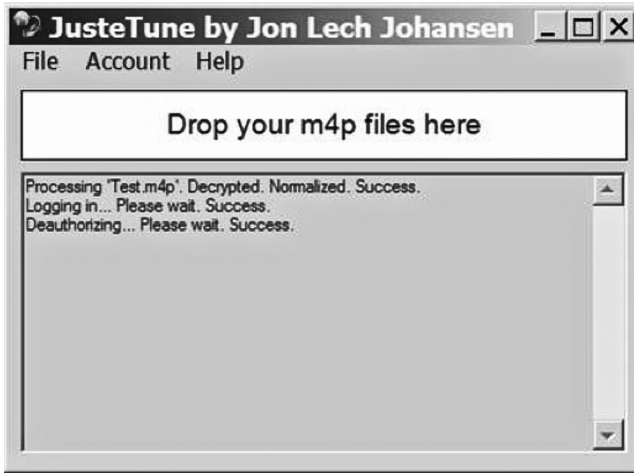 JusteTune by Jon Lech Johansen
File Account Help
Drop your m4p files here
Processing 'Test.m4p'. Decrypted. Normalized. Success.
Logging in... Please wait. Success.
Deauthorizing... Please wait. Success.